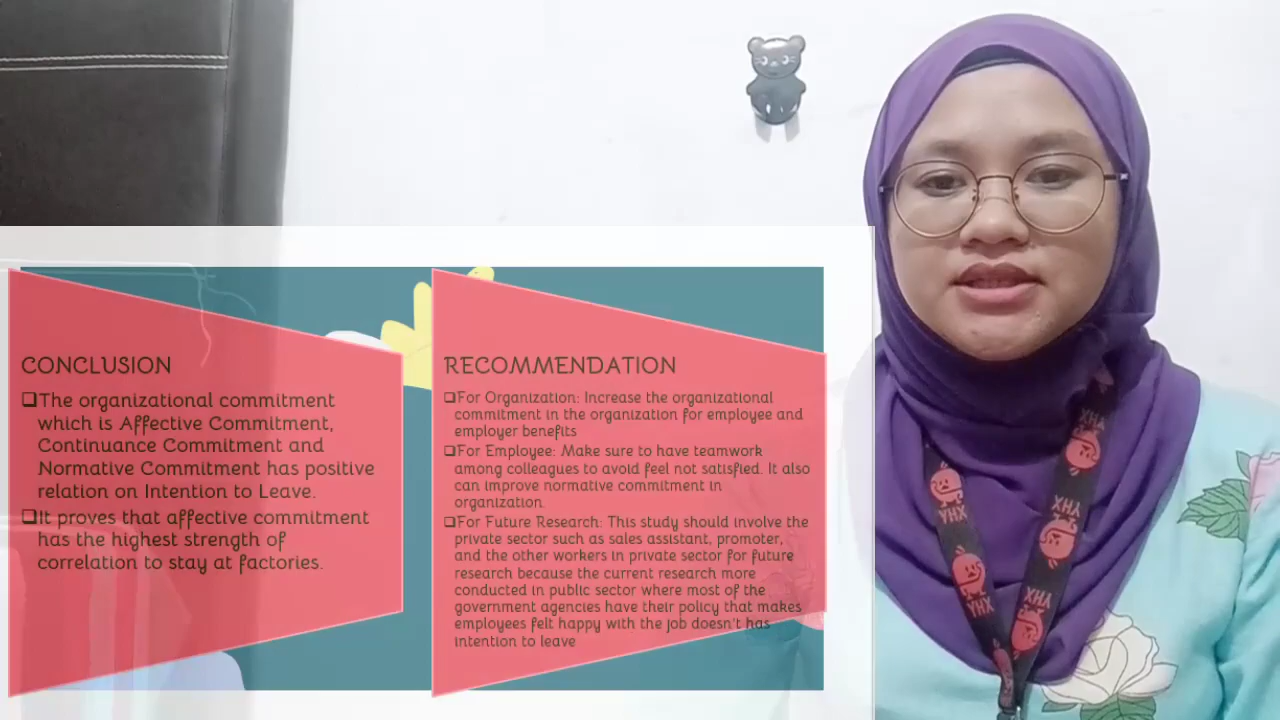 CONCLUSION
❑The organizational commitment
which is Affective Commitment,
Continuance Commitment and
Normative Commitment has positive
relation on Intention to Leave.
❑It proves that affective commitment
has the highest strength of
correlation to stay at factories.
RECOMMENDATION
❑For Organization: Increase the organizational
commitment in the organization for employee and
employer benefits
❑For Employee: Make sure to have teamwork
among colleagues to avoid feel not satisfied. It also
can improve normative commitment in
organization.
❑For Future Research: This study should involve the
private sector such as sales assistant, promoter,
and the other workers in private sector for future
research because the current research more
conducted in public sector where most of the
government agencies have their policy that makes
employees felt happy with the job doesn't has
intention to leave
XHA
YHX
XHA
YHX
YHX
XHA